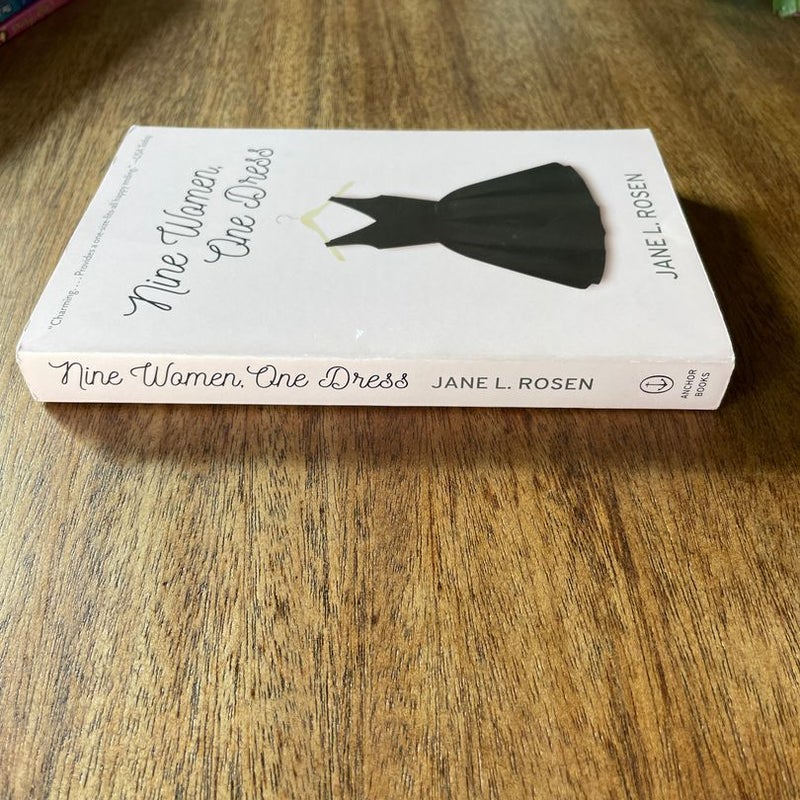 "Charming. . . . Provides a one-size-fits-all happy ending." —USA Today
Nine Women,
One Dress
JANE L. ROSEN
Nine Women, One Dress JANE L. ROSEN
ANCHOR
BOOKS